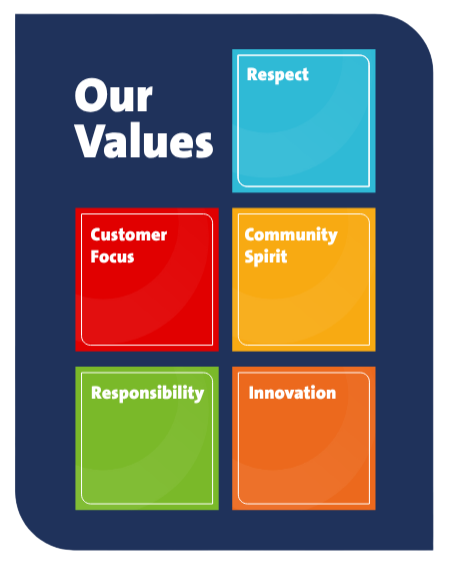 Our
Values
Respect
Customer
Focus
Community
Spirit
Responsibility
Innovation